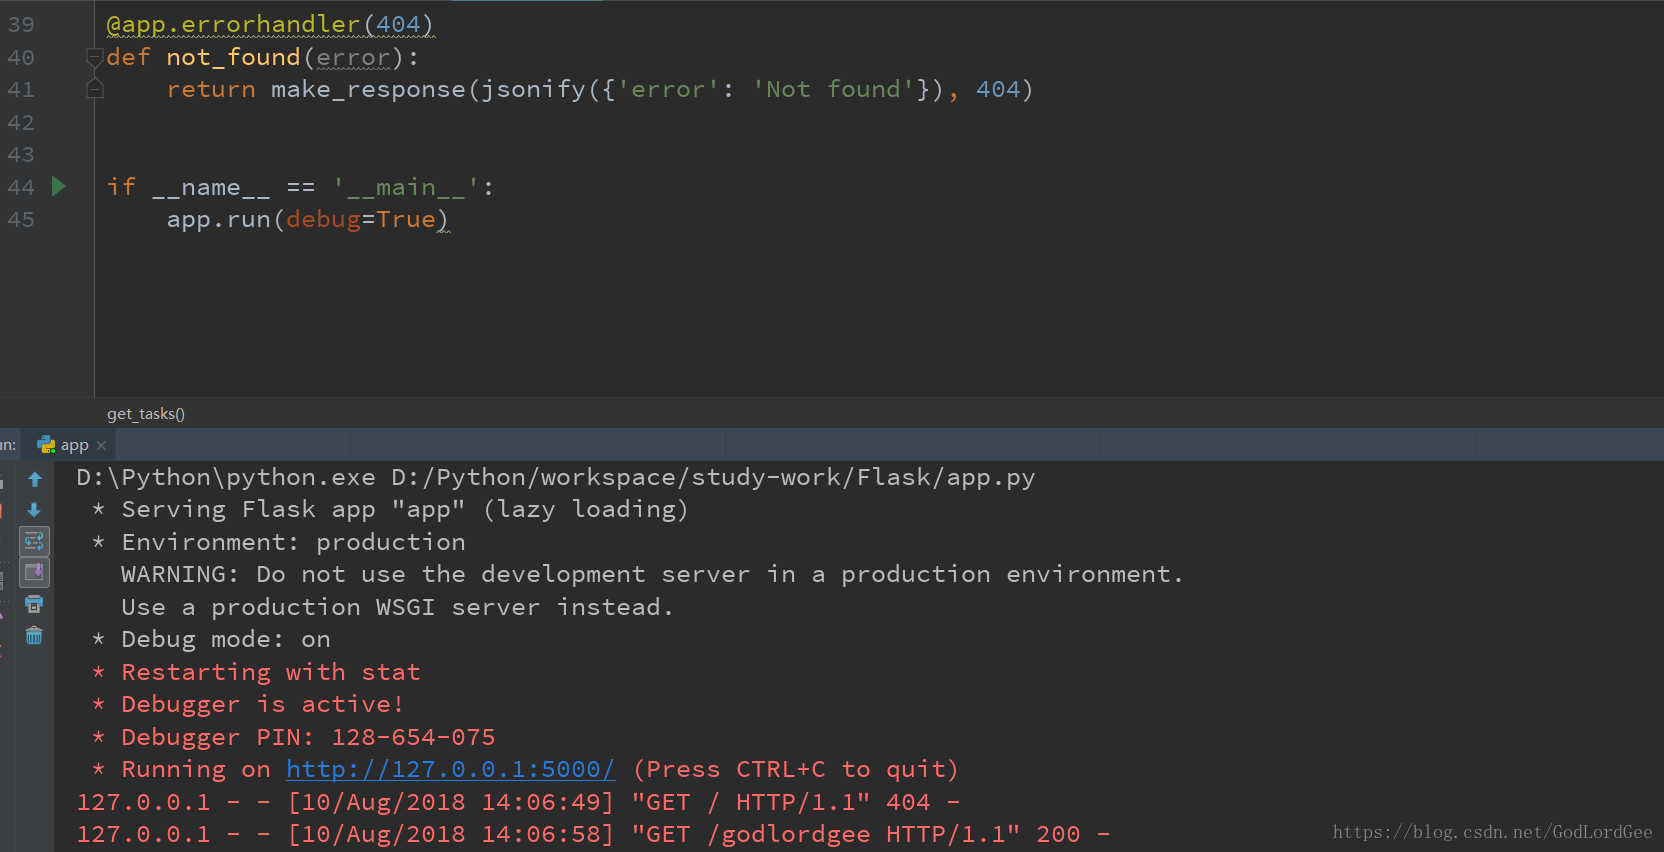 39 @app.errorhandler(404)
40 def not_found(error):
41 return make_response(jsonify({'error': 'Not found'}), 404)
42
43
44 if __name__ == '__main__':
45 app.run(debug=True)
get_tasks()
un: app ×
D:\Python\python.exe D:/Python/workspace/study-work/Flask/app.py
* Serving Flask app "app" (lazy loading)
* Environment: production
WARNING: Do not use the development server in a production environment.
Use a production WSGI server instead.
* Debug mode: on
* Restarting with stat
* Debugger is active!
* Debugger PIN: 128-654-075
* Running on http://127.0.0.1:5000/ (Press CTRL+C to quit)
127.0.0.1 - - [10/Aug/2018 14:06:49] "GET / HTTP/1.1" 404 -
127.0.0.1 - - [10/Aug/2018 14:06:58] "GET /godlordgee HTTP/1.1" 200 -
https://blog.csdn.net/GodLordGee